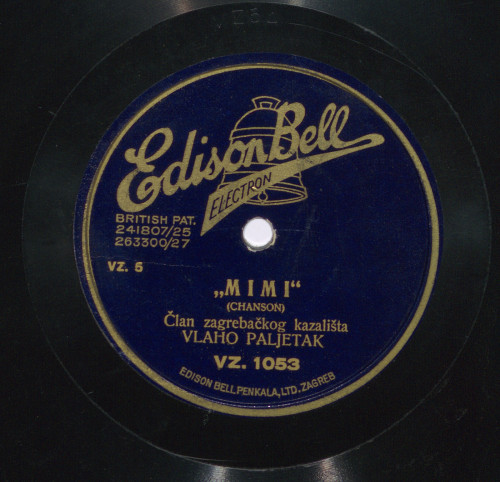 Edison Bell
ELECTRON
BRITISH PAT.
241807/25
263300/27
VZ. 5
„MIMI“
(CHANSON)
Član zagrebačkog kazališta
VLAHO PALJETAK
VZ. 1053
EDISON BELL PENKALA, LTD. ZAGREB